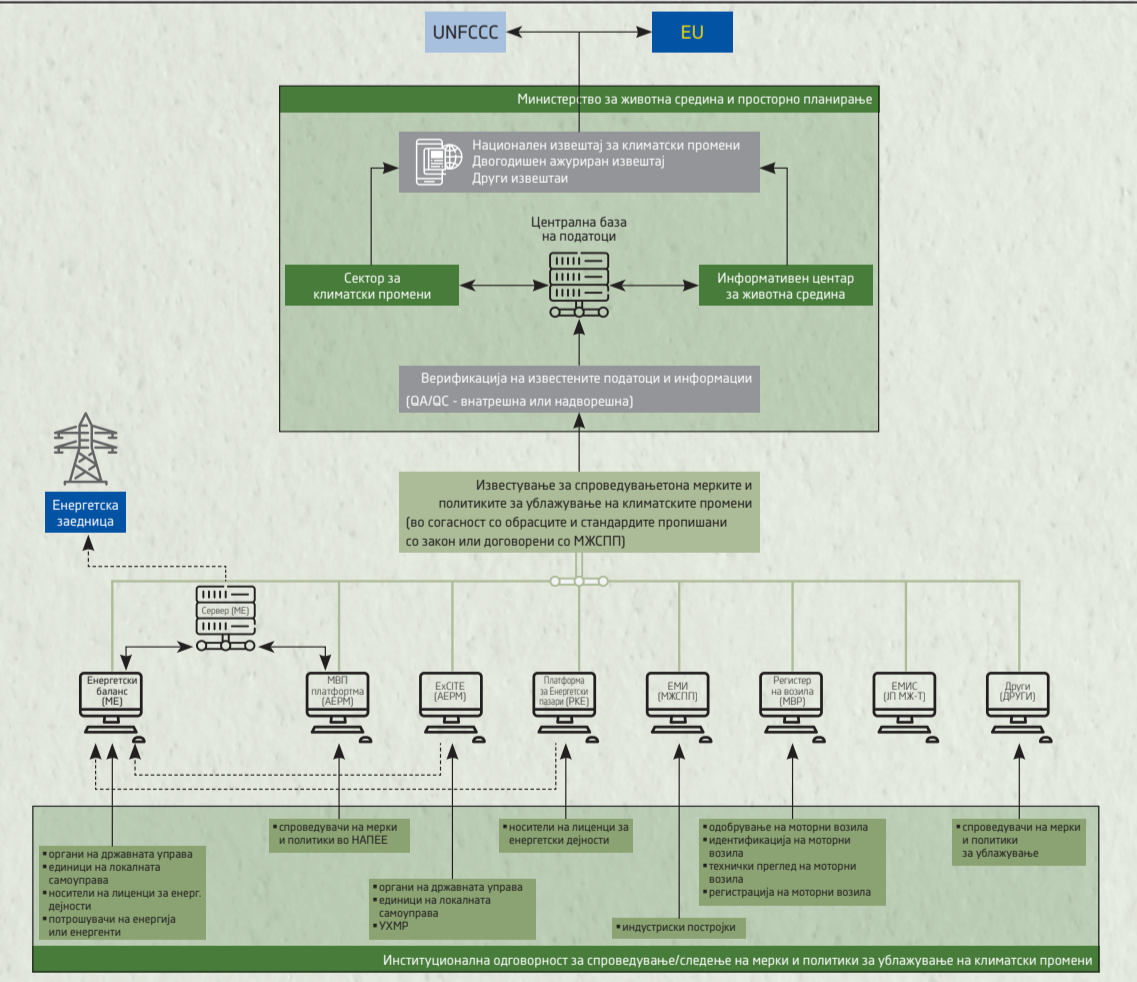 UNFCCC
EU
Министерство за животна средина и просторно планирање
Национален извештај за климатски промени
Двогодишен ажуриран извештај
Други извештаи
Централна база
на податоци
Сектор за
климатски промени
Информативен центар
за животна средина
Верификација на известените податоци и информации
(QA/QC - внатрешна или надворешна)
Известување за спроведувањетона мерките и
политиките за ублажување на климатските промени
(во согласност со обрасците и стандардите пропишани
со закон или договорени со МЖСПП)
Енергетска
заедница
Сервер (МЕ)
Енергетски
баланс
(МЕ)
МВП
платфортма
(АЕРМ)
ExCITE
(АЕРМ)
Платформа
за Енергетски
пазари (РКЕ)
ЕМИ
(МЖСПП)
Регистер
на возила
(МВР)
ЕМИС
(ЈП МЖ-Т)
Други
(ДРУГИ)
▪ органи на државната управа
▪ единици на локалната
самоуправа
▪ носители на лиценци за енерг.
дејности
▪ потрошувачи на енергија
или енергенти
▪ спроведувачи на мерки
и политики во НАПЕЕ
▪ органи на државната управа
▪ единици на локалната
самоуправа
▪ УХМР
▪ носители на лиценци за
енергетски дејности
▪ индустриски постројки
▪ одобрување на моторни возила
▪ идентификација на моторни
возила
▪ технички преглед на моторни
возила
▪ регистрација на моторни возила
▪ спроведувачи на мерки
и политики
за ублажување
Институционална одговорност за спроведување/следење на мерки и политики за ублажување на климатски промени